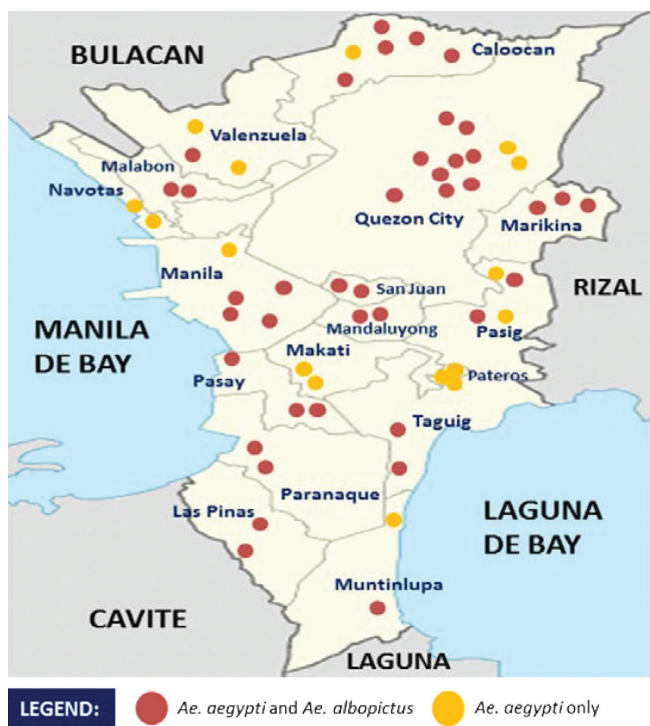 BULACAN
Caloocan
Valenzuela
Malabon
Navotas
Quezon City
Marikina
Manila
San Juan
RIZAL
MANILA
DE BAY
Mandaluyong
Pasig
Makati
Pasay
Pateros
Taguig
Paranaque
Las Pinas
LAGUNA
DE BAY
Muntinlupa
CAVITE
LAGUNA
LEGEND: Ae. aegypti and Ae. albopictus Ae. aegypti only